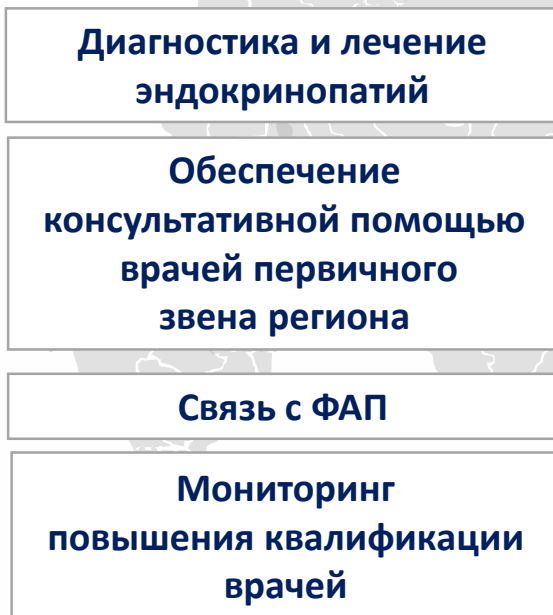 Диагностика и лечение
эндокринопатий
Обеспечение
консультативной помощью
врачей первичного
звена региона
Связь с ФАП
Мониторинг
повышения квалификации
врачей